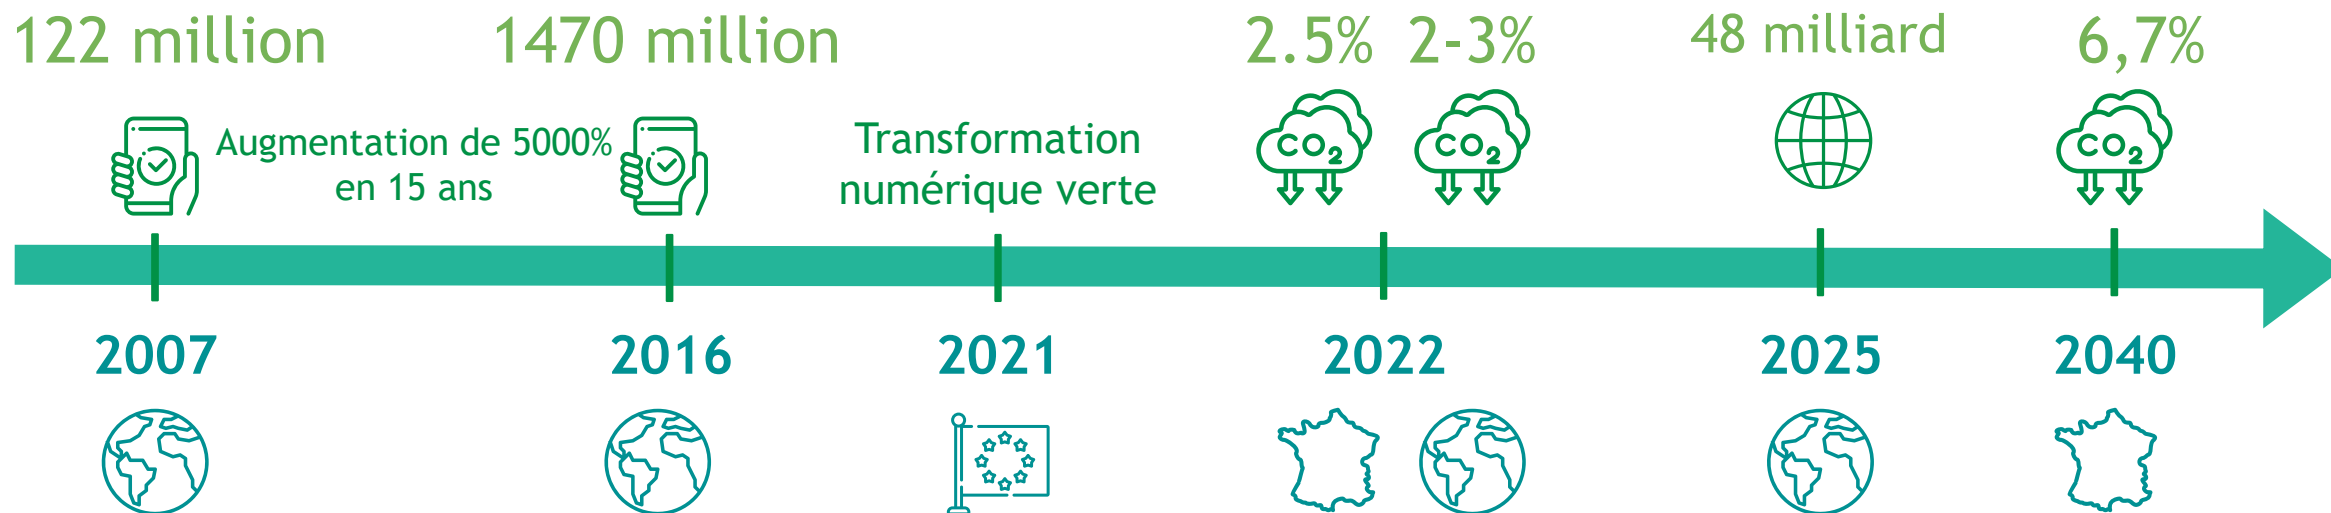 122 million
1470 million
2.5%
2-3%
48 milliard
6,7%
Augmentation de 5000%
en 15 ans
Transformation
numérique verte
CO2
CO2
CO2
2007
2016
2021
2022
2025
2040